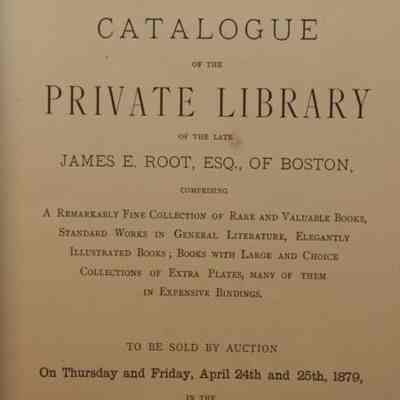 CATALOGUE
OF THE
PRIVATE LIBRARY
OF THE LATE
JAMES E. ROOT, ESQ., OF BOSTON,
COMPRISING
A REMARKABLY FINE COLLECTION OF RARE AND VALUABLE BOOKS,
STANDARD WORKS IN GENERAL LITERATURE, ELEGANTLY
ILLUSTRATED BOOKS; BOOKS WITH LARGE AND CHOICE
COLLECTIONS OF EXTRA PLATES, MANY OF THEM
IN EXPENSIVE BINDINGS.
TO BE SOLD BY AUCTION
On Thursday and Friday, April 24th and 25th, 1879,
IN THE